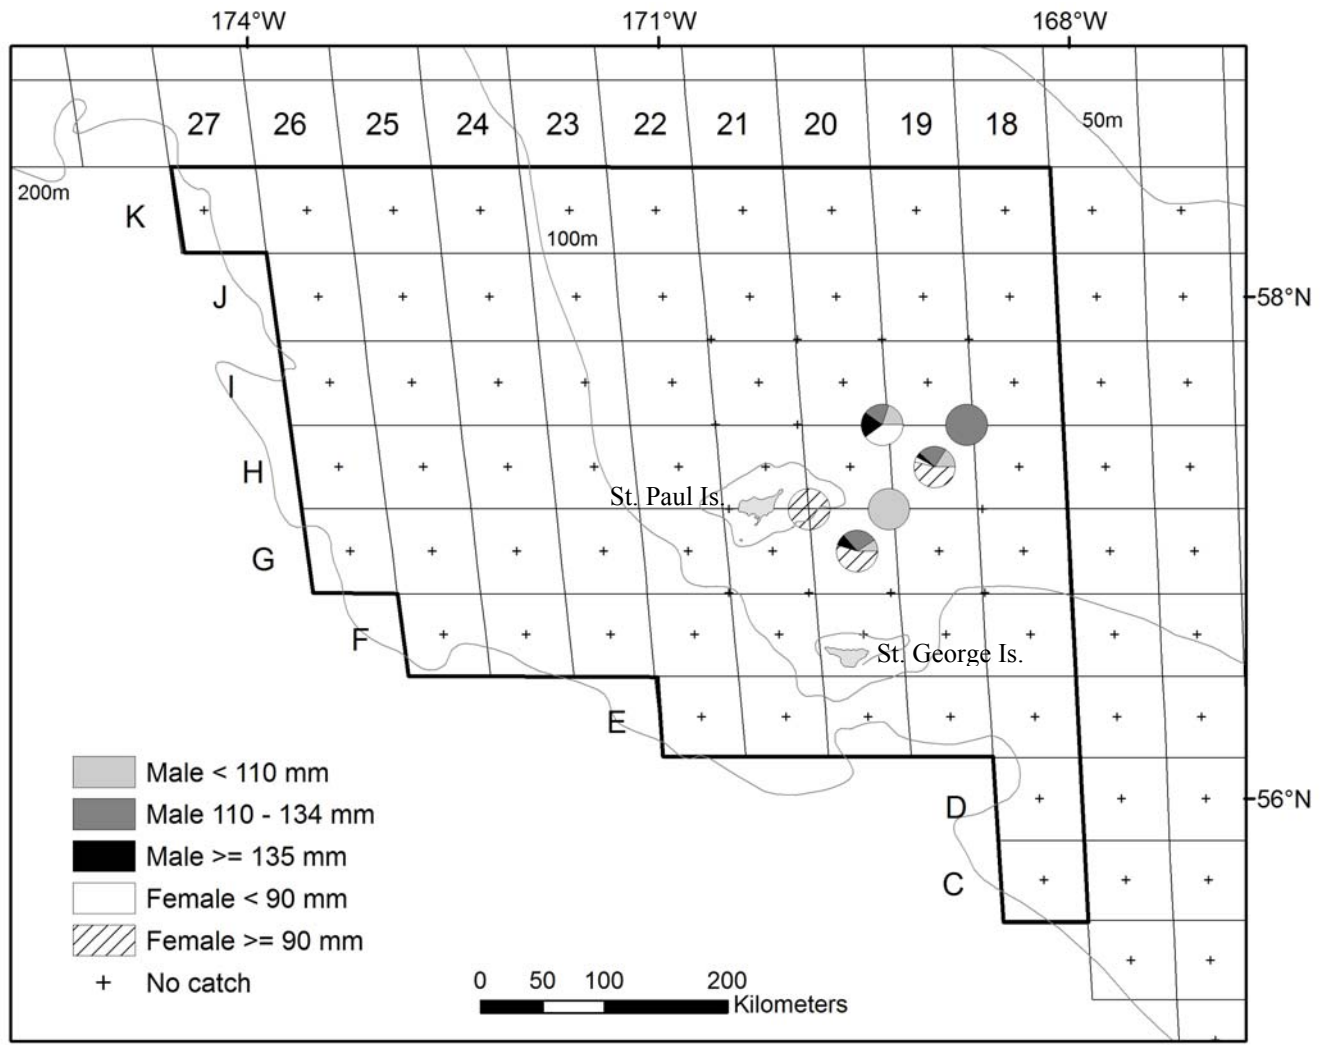 174°W 171°W 168°W
27 26 25 24 23 22 21 20 19 18
50m
200m
K
100m
J
58°N
I
H
St. Paul Is.
G
F
St. George Is.
E
Male < 110 mm
56°N
D
Male 110 - 134 mm
Male >= 135 mm
C
Female < 90 mm
Female >= 90 mm
No catch
0 50 100 200
Kilometers